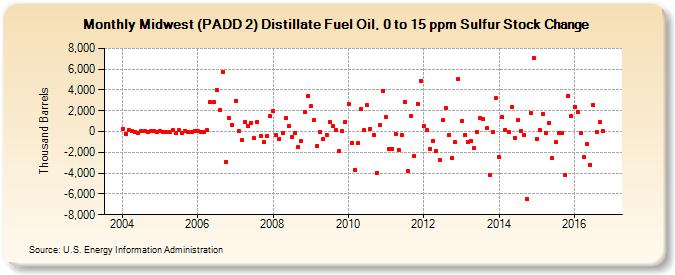 Monthly Midwest (PADD 2) Distillate Fuel Oil, 0 to 15 ppm Sulfur Stock Change
Thousand Barrels
8,000
6,000
4,000
2,000
0
-2,000
-4,000
-6,000
-8,000
2004 2006 2008 2010 2012 2014 2016
Source: U.S. Energy Information Administration